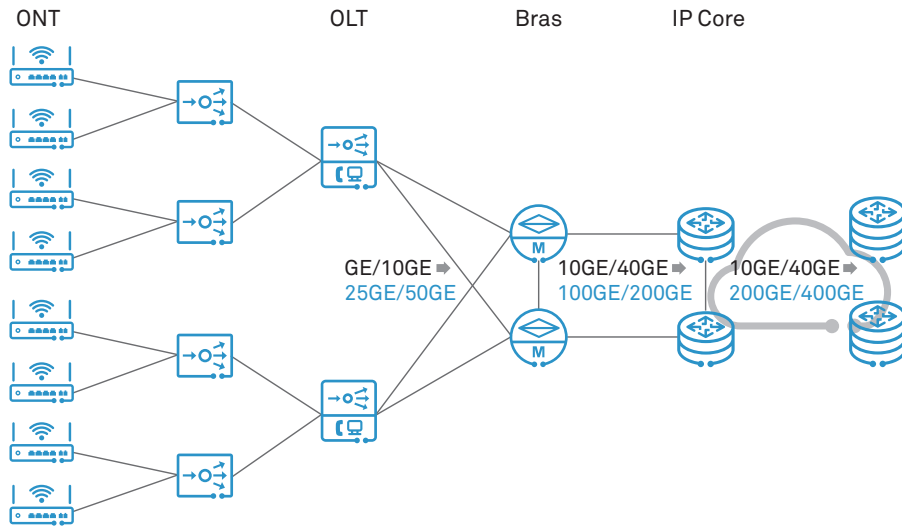 ONT
OLT
Bras
IP Core
M
GE/10GE
25GE/50GE
10GE/40GE
100GE/200GE
10GE/40GE
200GE/400GE
M